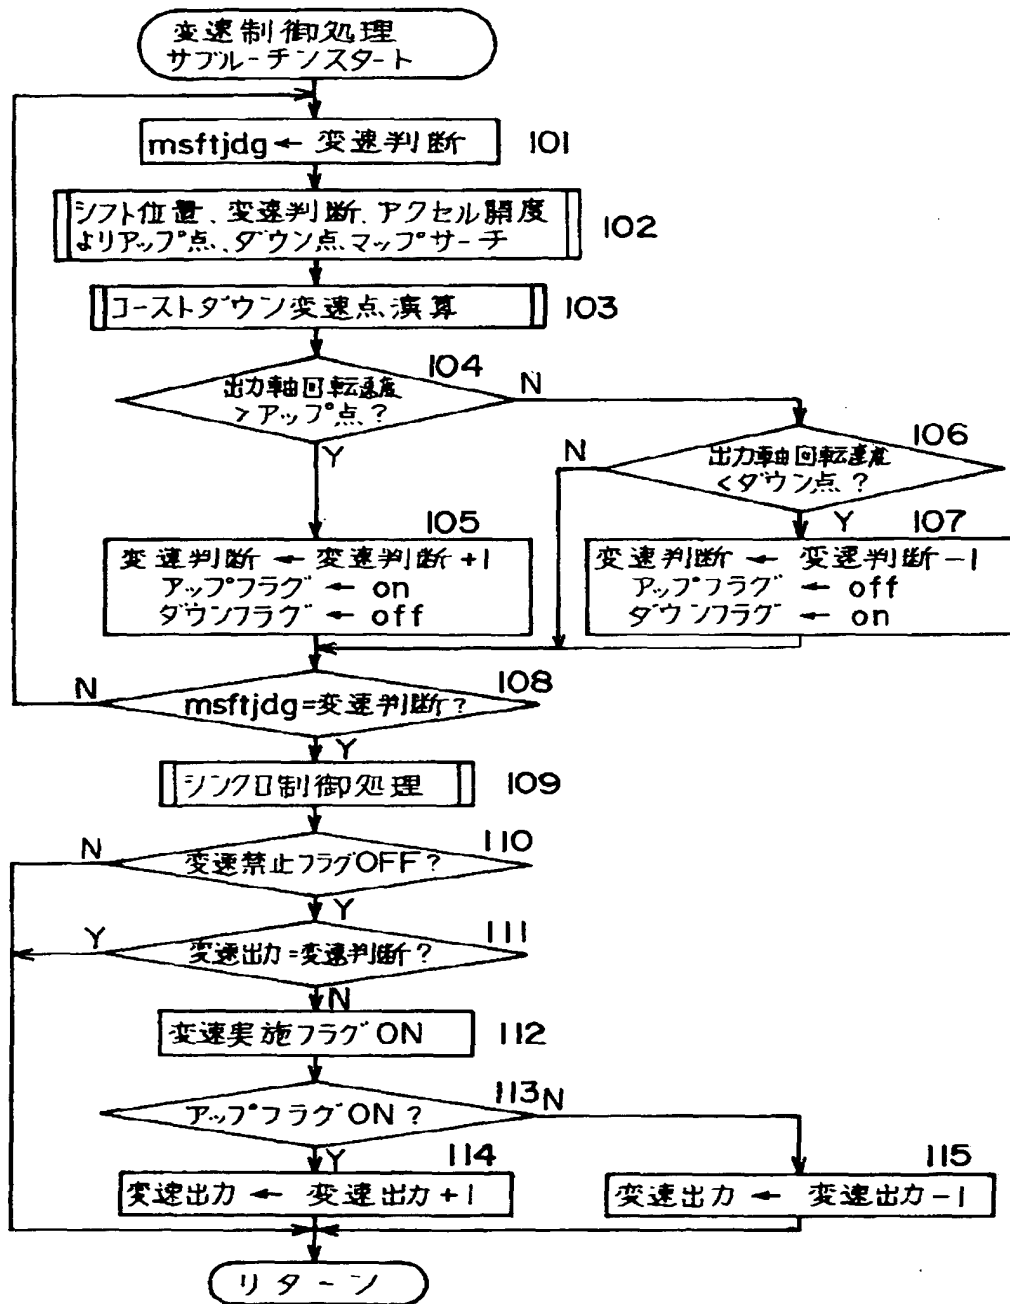 変速制御処理
サブルーチンスタート
msftjdg ← 変速判断 101
シフト位置、変速判断、アクセル開度
よりアップ点、ダウン点マップサーチ 102
コーストダウン変速点演算 103
104
出力軸回転速度
>アップ点?
N
Y
106
出力軸回転速度
<ダウン点?
N
Y
105
変速判断 ← 変速判断+1
アップフラグ ← on
ダウンフラグ ← off
107
変速判断 ← 変速判断-1
アップフラグ ← off
ダウンフラグ ← on
108
N
msftjdg=変速判断?
Y
シンクロ制御処理 109
110
N
変速禁止フラグOFF?
Y
111
Y
変速出力=変速判断?
N
変速実施フラグON 112
113
N
アップフラグON?
Y
114
変速出力 ← 変速出力+1
115
変速出力 ← 変速出力-1
リターン